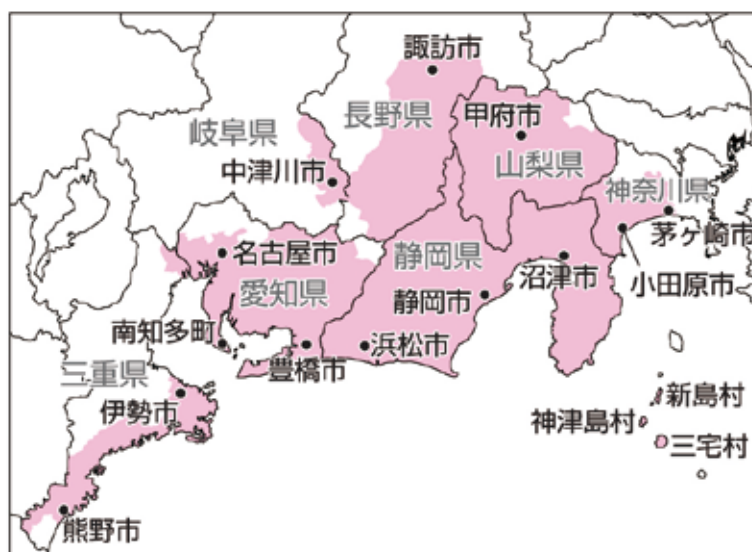 諏訪市
長野県
甲府市
岐阜県
中津川市
山梨県
神奈川県
茅ヶ崎市
名古屋市
静岡県
沼津市
小田原市
愛知県
静岡市
南知多町
豊橋市
浜松市
三重県
伊勢市
新島村
神津島村
三宅村
熊野市